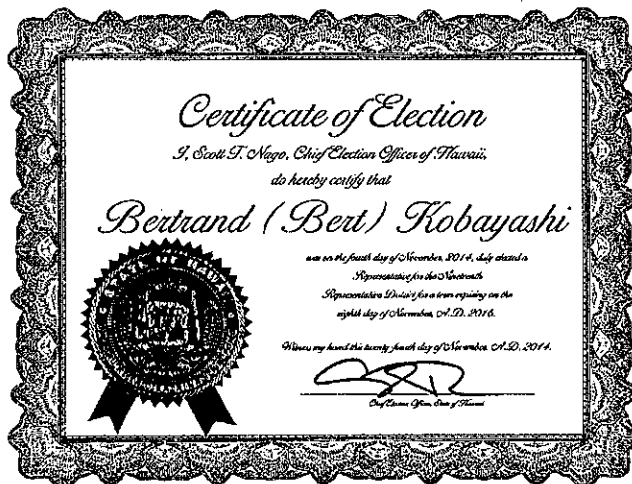 Certificate of Election
I, Scott T. Nago, Chief Election Officer of Hawaii,
do hereby certify that
Bertrand (Bert) Kobayashi
was on the fourth day of November, 2014, duly elected a
Representative for the Nineteenth
Representative District for a term expiring on the
eighth day of November, A.D. 2016.
Witness my hand this twenty fourth day of November, A.D. 2014.
Chief Election Officer, State of Hawaii
STATE OF HAWAII